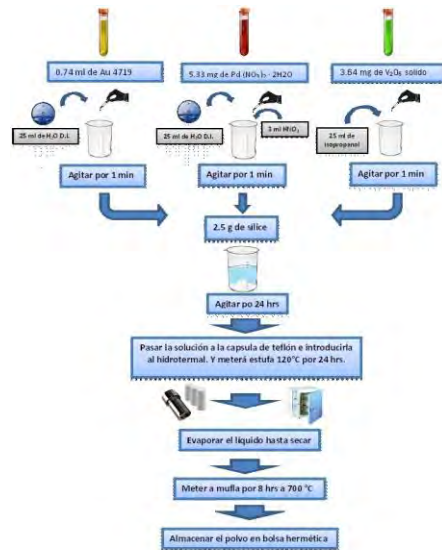 0.74 ml de Au 4719
5.33 mg de Pd (NO₃)₂ · 2H2O
3.64 mg de V₂O₅ solido
25 ml de H₂O D.I.
25 ml de H₂O D.I.
3 ml HNO₃
25 ml de
isopropanol
Agitar por 1 min
Agitar por 1 min
Agitar por 1 min
2.5 g de sílice
Agitar po 24 hrs
Pasar la solución a la capsula de teflón e introducirla
al hidrotermal. Y meterá estufa 120°C por 24 hrs.
Evaporar el líquido hasta secar
Meter a mufla por 8 hrs a 700 °C
Almacenar el polvo en bolsa hermética